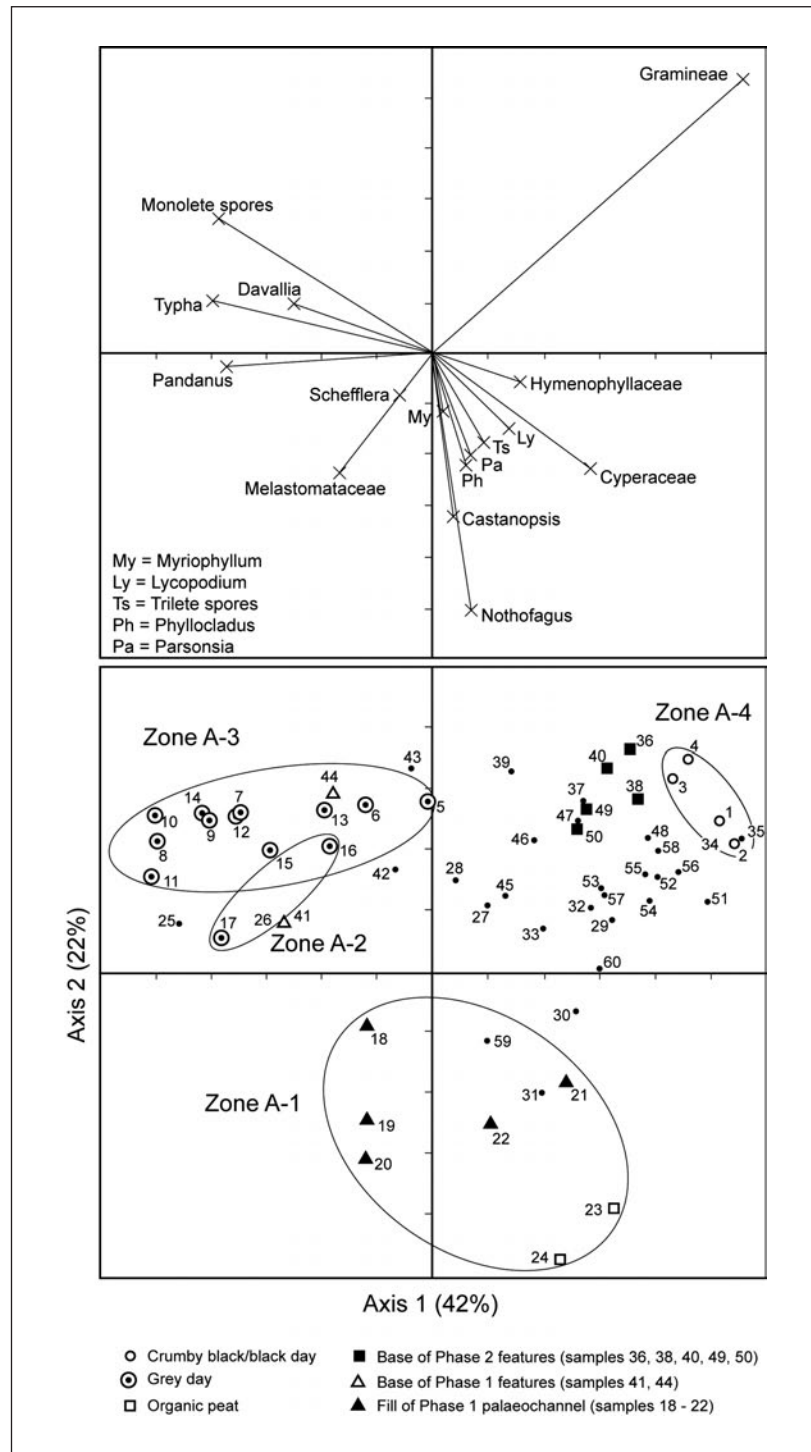 Gramineae
Monolete spores
Davallia
Typha
Pandanus
Schefflera
Hymenophyllaceae
My
Ly
Ts
Pa
Ph
Cyperaceae
Melastomataceae
Castanopsis
Nothofagus
My = Myriophyllum
Ly = Lycopodium
Ts = Trilete spores
Ph = Phyllocladus
Pa = Parsonsia
Zone A-4
Zone A-3
43
39
40
36
4
44
3
14
7
5
37
38
10
9
12
13
6
49
1
47
50
46
48
34
35
8
15
16
58
2
11
42
28
55
52
56
53
45
57
54
51
25
17
26
41
27
32
29
Zone A-2
33
60
Axis 2 (22%)
18
59
30
Zone A-1
31
21
19
22
20
23
24
Axis 1 (42%)
Crumby black/black day
Base of Phase 2 features (samples 36, 38, 40, 49, 50)
Grey day
Base of Phase 1 features (samples 41, 44)
Organic peat
Fill of Phase 1 palaeochannel (samples 18 - 22)